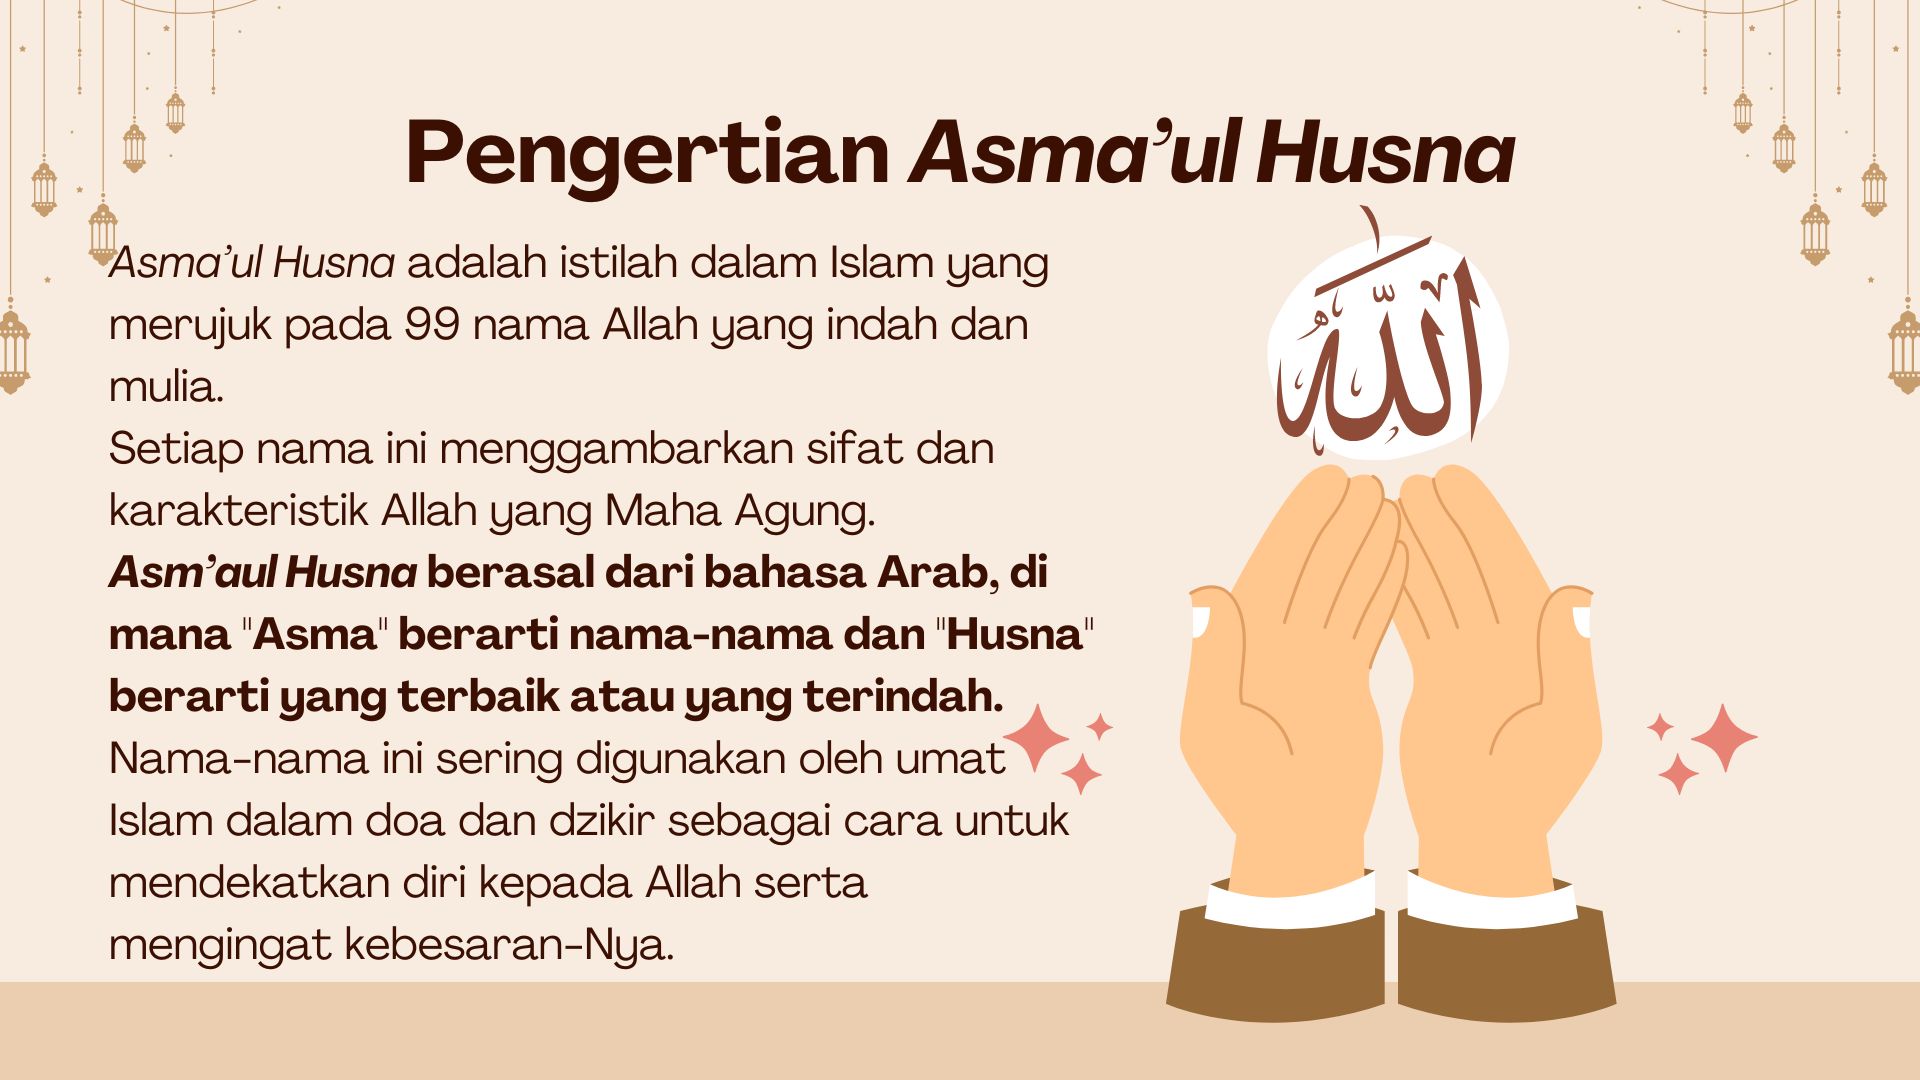 Pengertian Asma’ul Husna
Asma’ul Husna adalah istilah dalam Islam yang
merujuk pada 99 nama Allah yang indah dan
mulia.
Setiap nama ini menggambarkan sifat dan
karakteristik Allah yang Maha Agung.
Asm’aul Husna berasal dari bahasa Arab, di
mana "Asma" berarti nama-nama dan "Husna"
berarti yang terbaik atau yang terindah.
Nama-nama ini sering digunakan oleh umat
Islam dalam doa dan dzikir sebagai cara untuk
mendekatkan diri kepada Allah serta
mengingat kebesaran-Nya.
الله